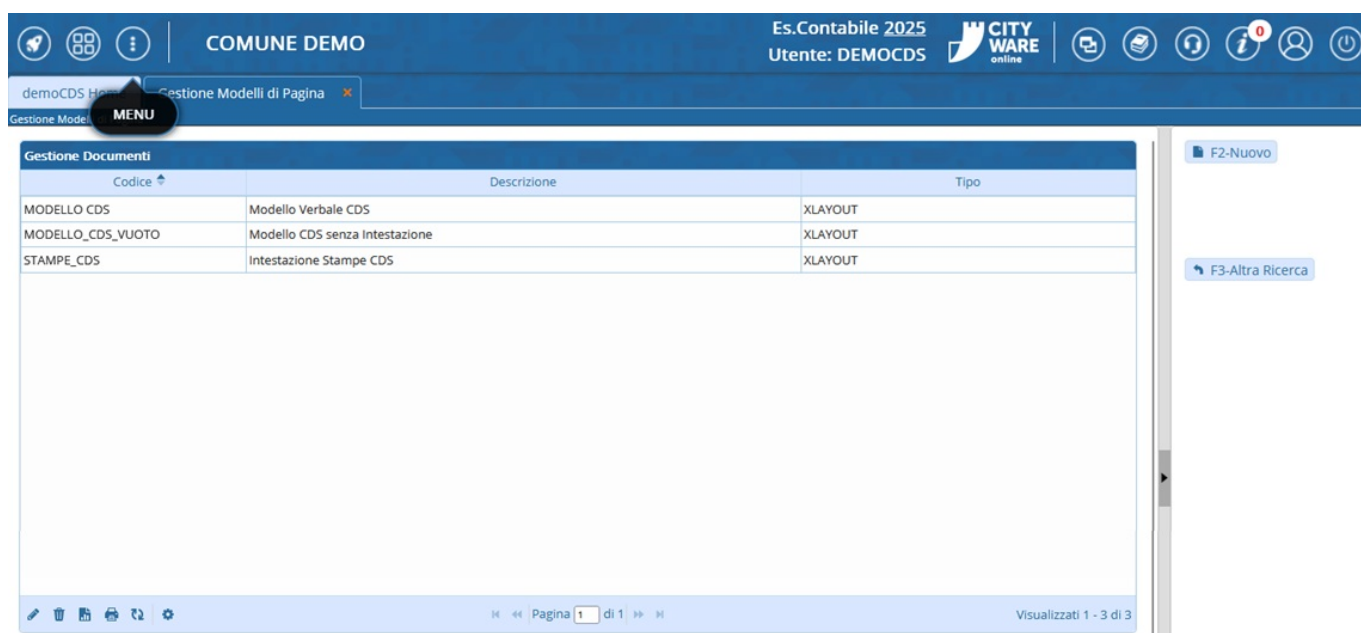 COMUNE DEMO
Es.Contabile 2025
Utente: DEMOCDS
CITY
WARE
online
0
demoCDS
Gestione Modelli di Pagina
MENU
Gestione
Gestione Documenti
F2-Nuovo
Codice Descrizione Tipo
MODELLO CDS Modello Verbale CDS XLAYOUT
MODELLO_CDS_VUOTO Modello CDS senza Intestazione XLAYOUT
STAMPE_CDS Intestazione Stampe CDS XLAYOUT
F3-Altra Ricerca
Pagina 1 di 1
Visualizzati 1 - 3 di 3